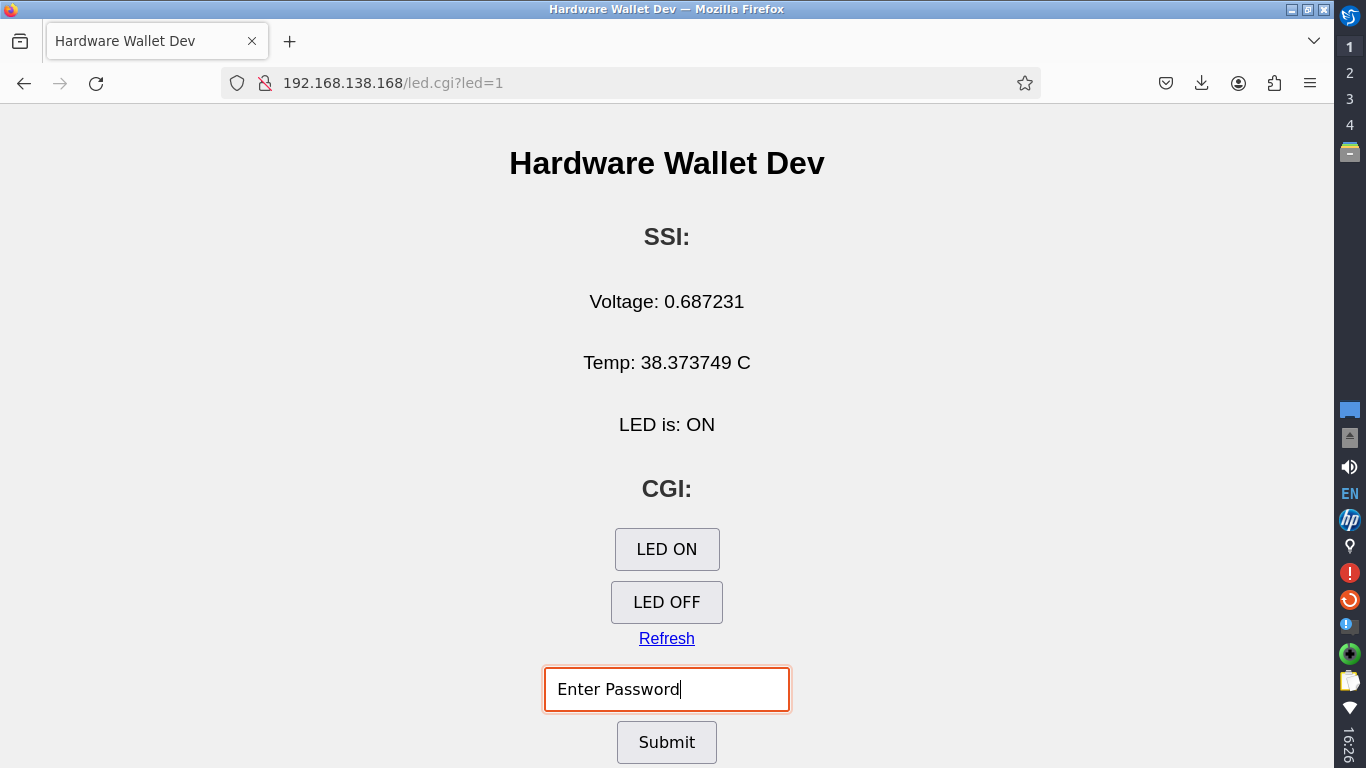 Hardware Wallet Dev — Mozilla Firefox
Hardware Wallet Dev
192.168.138.168/led.cgi?led=1
Hardware Wallet Dev
SSI:
Voltage: 0.687231
Temp: 38.373749 C
LED is: ON
CGI:
LED ON
LED OFF
Refresh
Enter Password
Submit
1
2
3
4
EN
hp
16:26